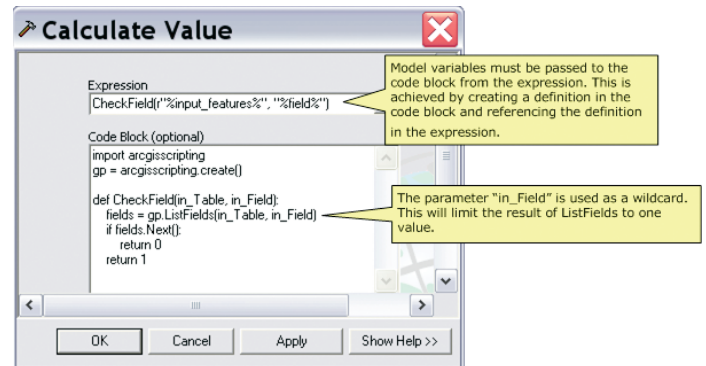 Calculate Value
Expression
CheckField(r"%input_features%", "%field%")
Model variables must be passed to the
code block from the expression. This is
achieved by creating a definition in the
code block and referencing the definition
in the expression.
Code Block (optional)
import arcgisscripting
gp = arcgisscripting.create()
def CheckField(in_Table, in_Field):
fields = gp.ListFields(in_Table, in_Field)
if fields.Next():
return 0
return 1
The parameter "in_Field" is used as a wildcard.
This will limit the result of ListFields to one
value.
OK
Cancel
Apply
Show Help >>